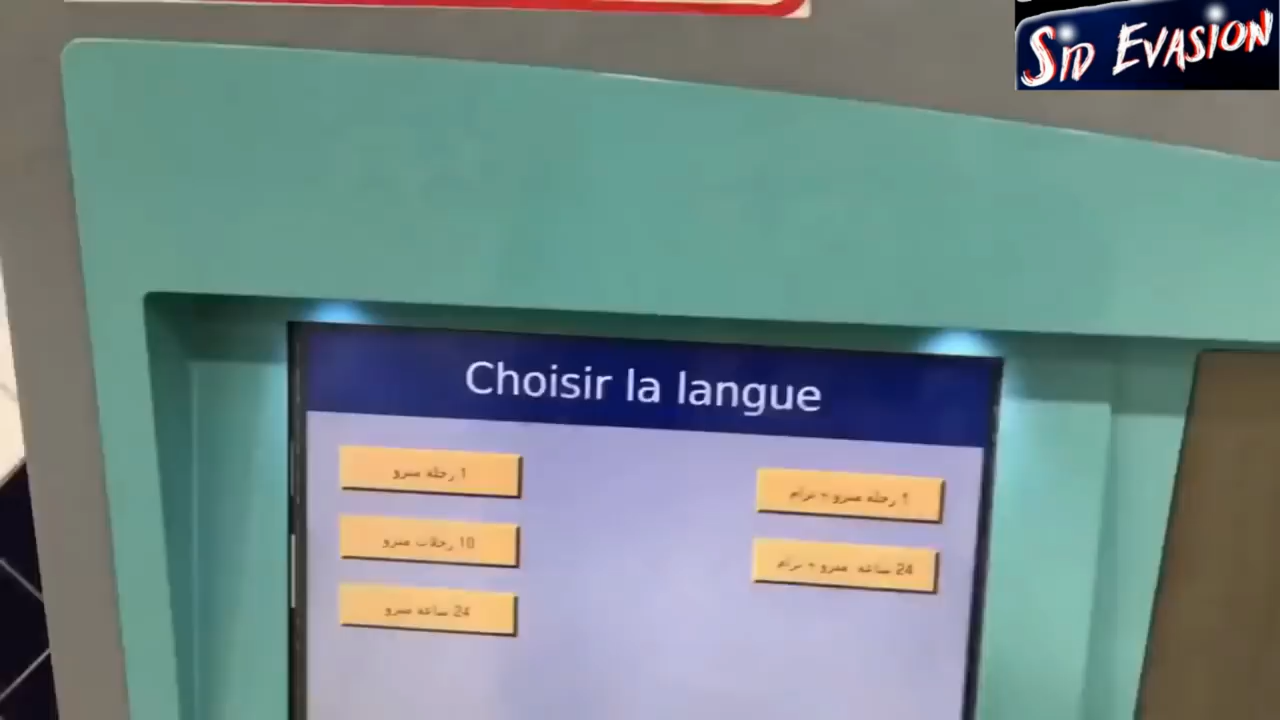 SID EVASION
Choisir la langue
1 رحلة مترو
10 رحلات مترو
24 ساعة مترو
1 رحلة مترو + ترام
24 ساعة مترو + ترام